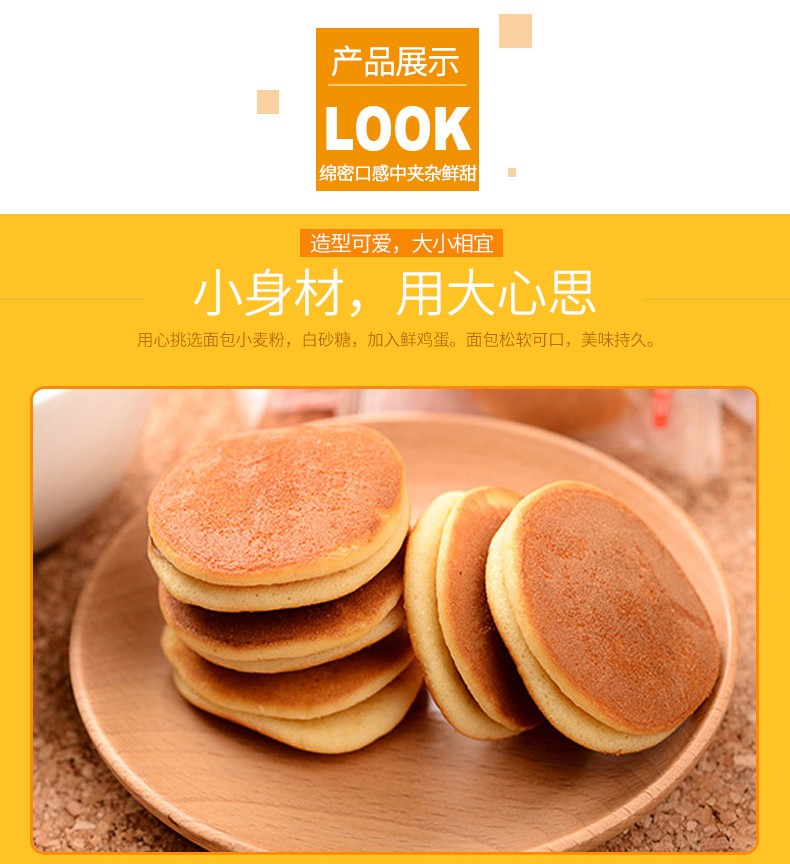 产品展示
LOOK
绵密口感中夹杂鲜甜
造型可爱，大小相宜
小身材，用大心思
用心挑选面包小麦粉，白砂糖，加入鲜鸡蛋。面包松软可口，美味持久。